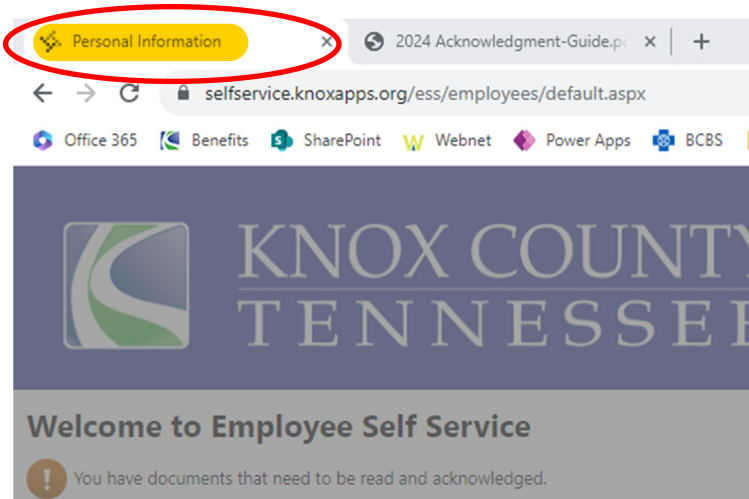 Personal Information
2024 Acknowledgment-Guide.p
selfservice.knoxapps.org/ess/employees/default.aspx
Office 365 Benefits SharePoint Webnet Power Apps BCBS
KNOX COUNTY
TENNESSEE
Welcome to Employee Self Service
You have documents that need to be read and acknowledged.